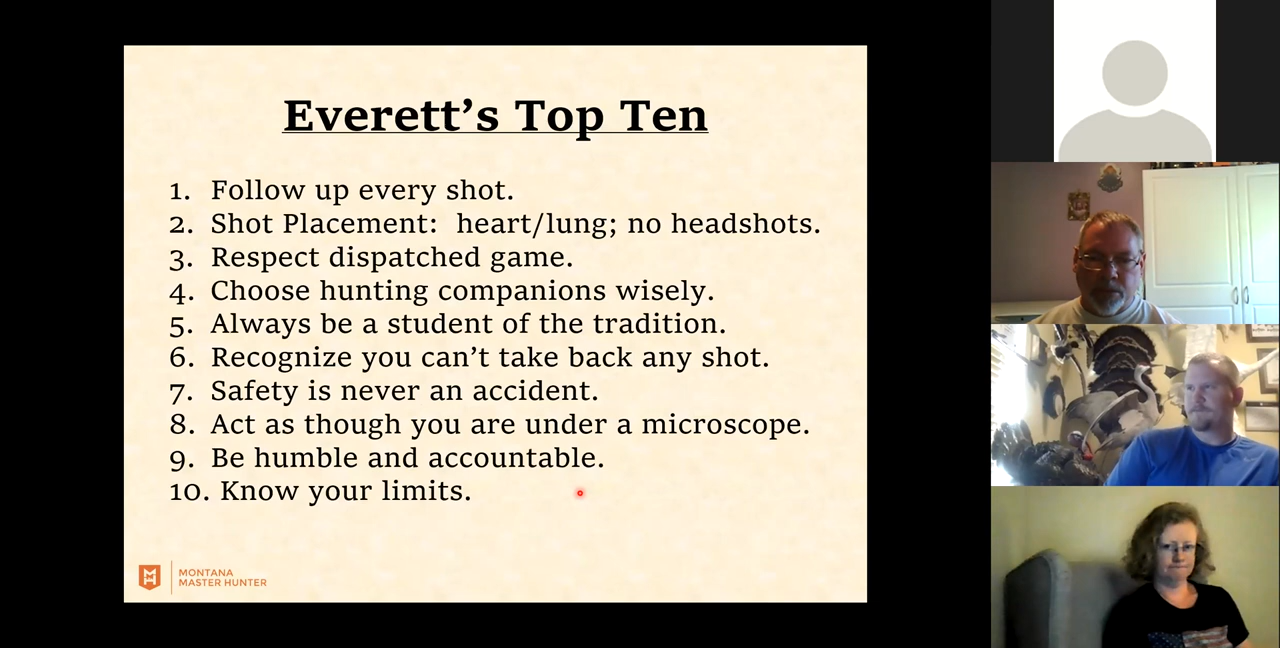 Everett’s Top Ten
1. Follow up every shot.
2. Shot Placement: heart/lung; no headshots.
3. Respect dispatched game.
4. Choose hunting companions wisely.
5. Always be a student of the tradition.
6. Recognize you can’t take back any shot.
7. Safety is never an accident.
8. Act as though you are under a microscope.
9. Be humble and accountable.
10. Know your limits.
MONTANA
MASTER HUNTER